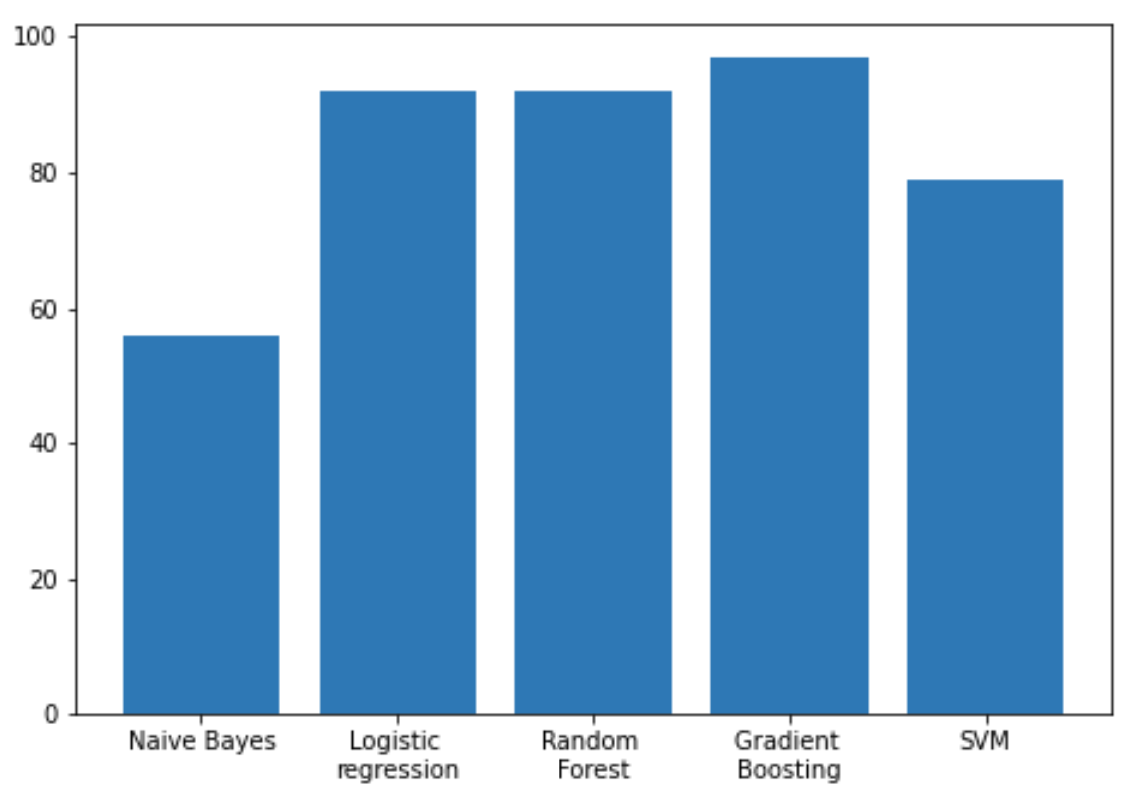 100
80
60
40
20
0
Naive Bayes
Logistic
regression
Random
Forest
Gradient
Boosting
SVM